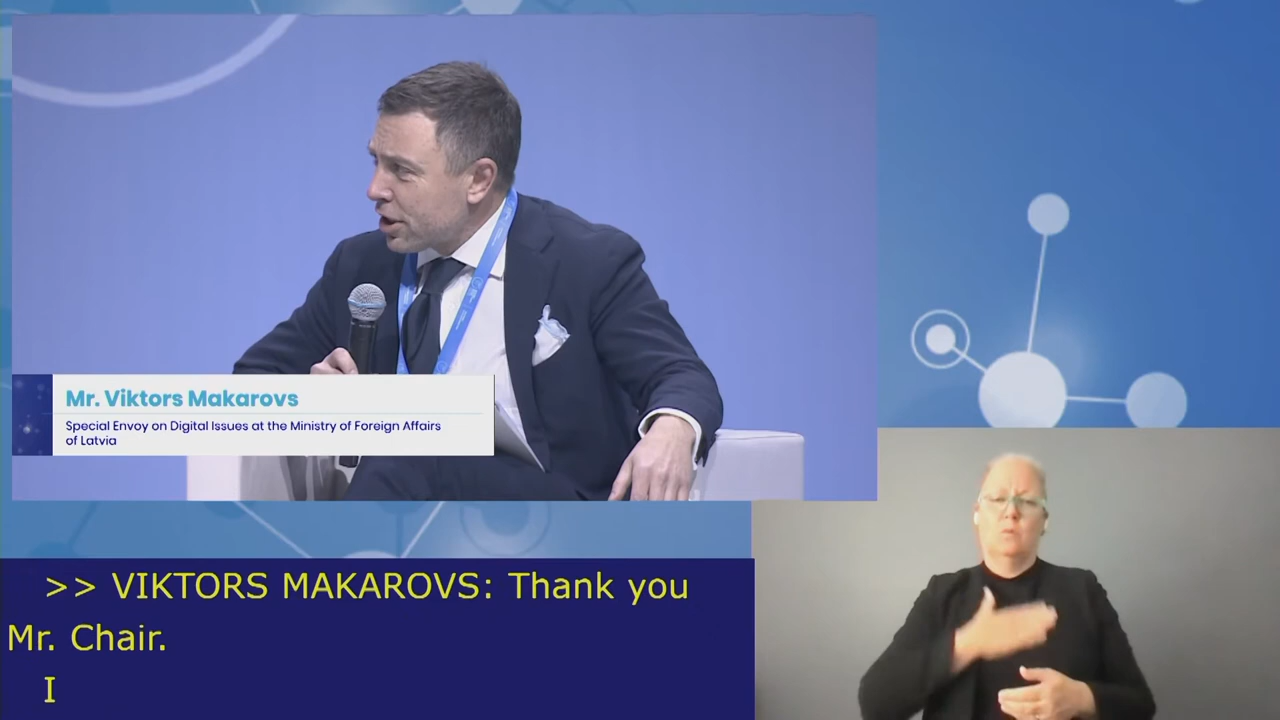 Mr. Viktors Makarovs
Special Envoy on Digital Issues at the Ministry of Foreign Affairs
of Latvia
>> VIKTORS MAKAROVS: Thank you
Mr. Chair.
I